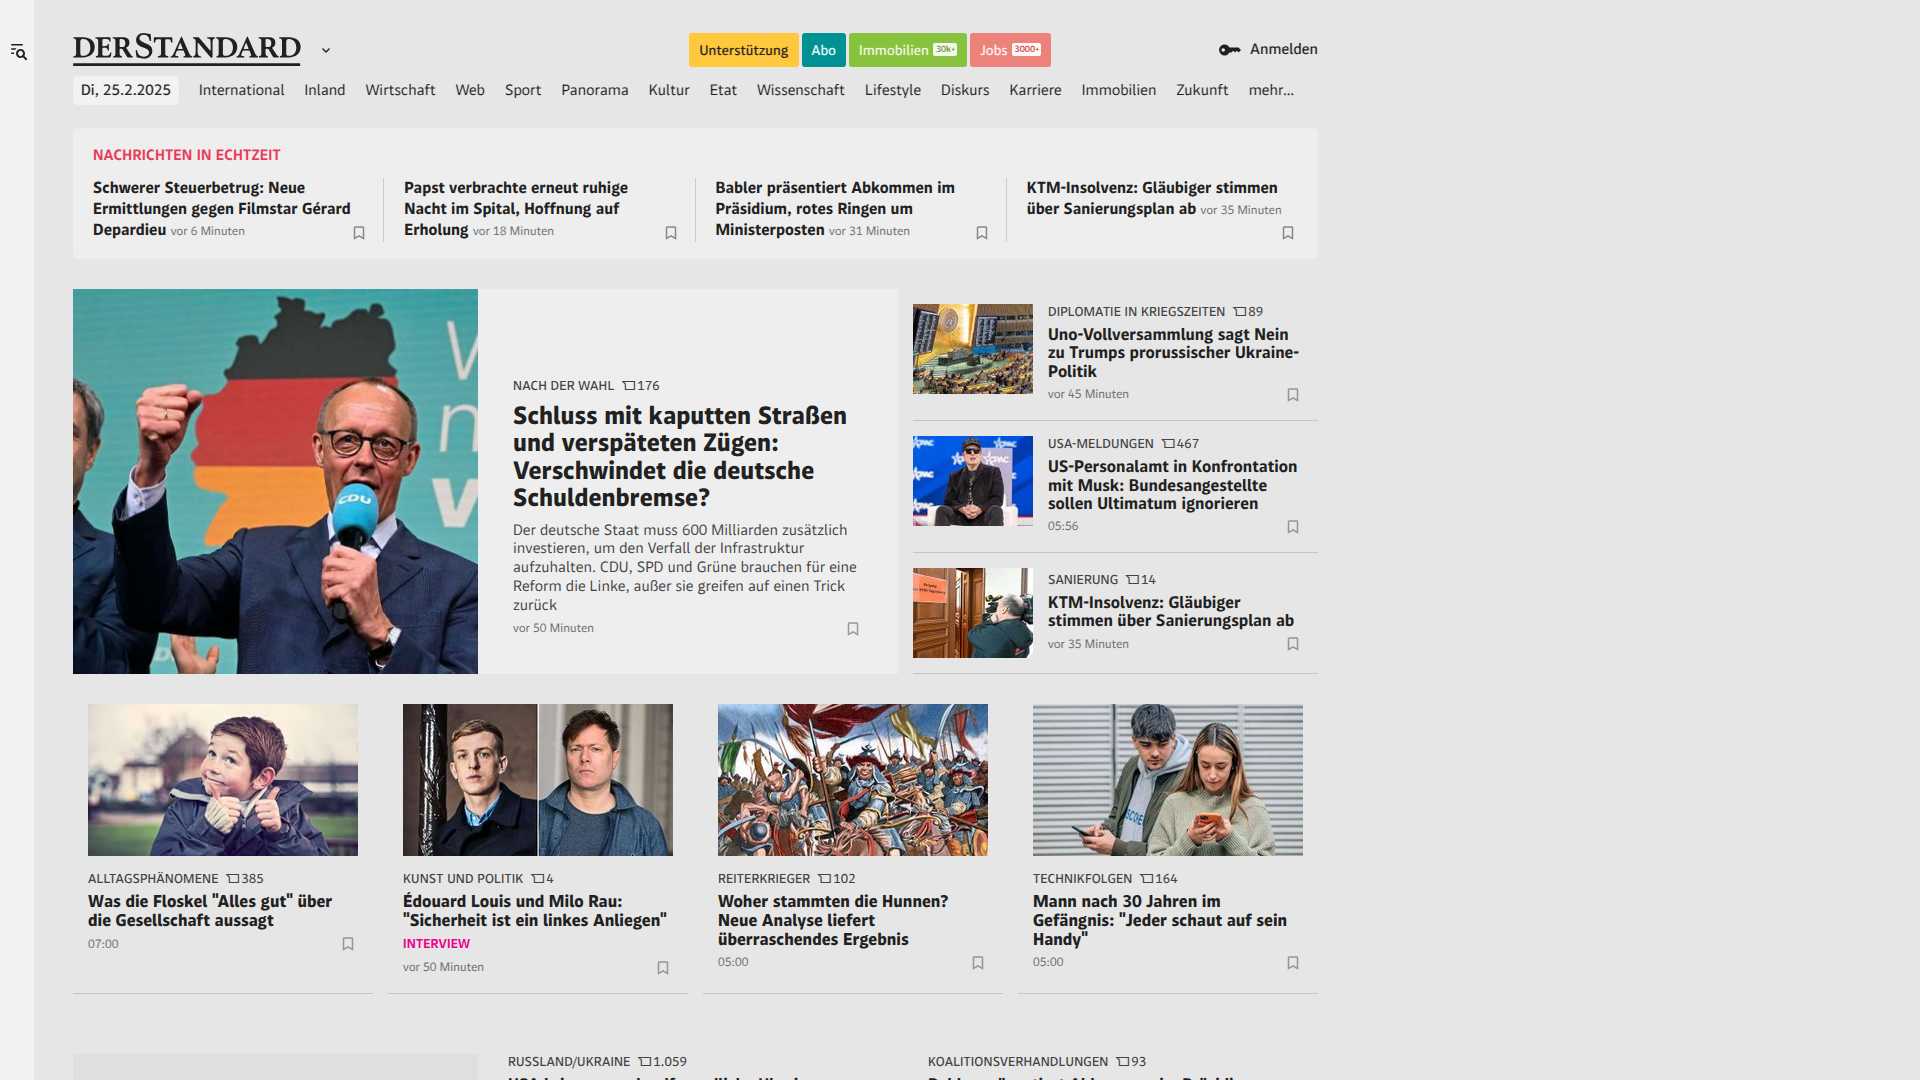 DERSTANDARD
Unterstützung
Abo
Immobilien 30k+
Jobs 3000+
Anmelden
Di, 25.2.2025
International
Inland
Wirtschaft
Web
Sport
Panorama
Kultur
Etat
Wissenschaft
Lifestyle
Diskurs
Karriere
Immobilien
Zukunft
mehr...
NACHRICHTEN IN ECHTZEIT
Schwerer Steuerbetrug: Neue
Ermittlungen gegen Filmstar Gérard
Depardieu vor 6 Minuten
Papst verbrachte erneut ruhige
Nacht im Spital, Hoffnung auf
Erholung vor 18 Minuten
Babler präsentiert Abkommen im
Präsidium, rotes Ringen um
Ministerposten vor 31 Minuten
KTM-Insolvenz: Gläubiger stimmen
über Sanierungsplan ab vor 35 Minuten
CDU
NACH DER WAHL 176
Schluss mit kaputten Straßen
und verspäteten Zügen:
Verschwindet die deutsche
Schuldenbremse?
Der deutsche Staat muss 600 Milliarden zusätzlich
investieren, um den Verfall der Infrastruktur
aufzuhalten. CDU, SPD und Grüne brauchen für eine
Reform die Linke, außer sie greifen auf einen Trick
zurück
vor 50 Minuten
DIPLOMATIE IN KRIEGSZEITEN 89
Uno-Vollversammlung sagt Nein
zu Trumps prorussischer Ukraine-
Politik
vor 45 Minuten
USA-MELDUNGEN 467
US-Personalamt in Konfrontation
mit Musk: Bundesangestellte
sollen Ultimatum ignorieren
05:56
SANIERUNG 14
KTM-Insolvenz: Gläubiger
stimmen über Sanierungsplan ab
vor 35 Minuten
ALLTAGSPHÄNOMENE 385
Was die Floskel "Alles gut" über
die Gesellschaft aussagt
07:00
KUNST UND POLITIK 4
Édouard Louis und Milo Rau:
"Sicherheit ist ein linkes Anliegen"
INTERVIEW
vor 50 Minuten
REITERKRIEGER 102
Woher stammten die Hunnen?
Neue Analyse liefert
überraschendes Ergebnis
05:00
TECHNIKFOLGEN 164
Mann nach 30 Jahren im
Gefängnis: "Jeder schaut auf sein
Handy"
05:00
RUSSLAND/UKRAINE 1.059
KOALITIONSVERHANDLUNGEN 93